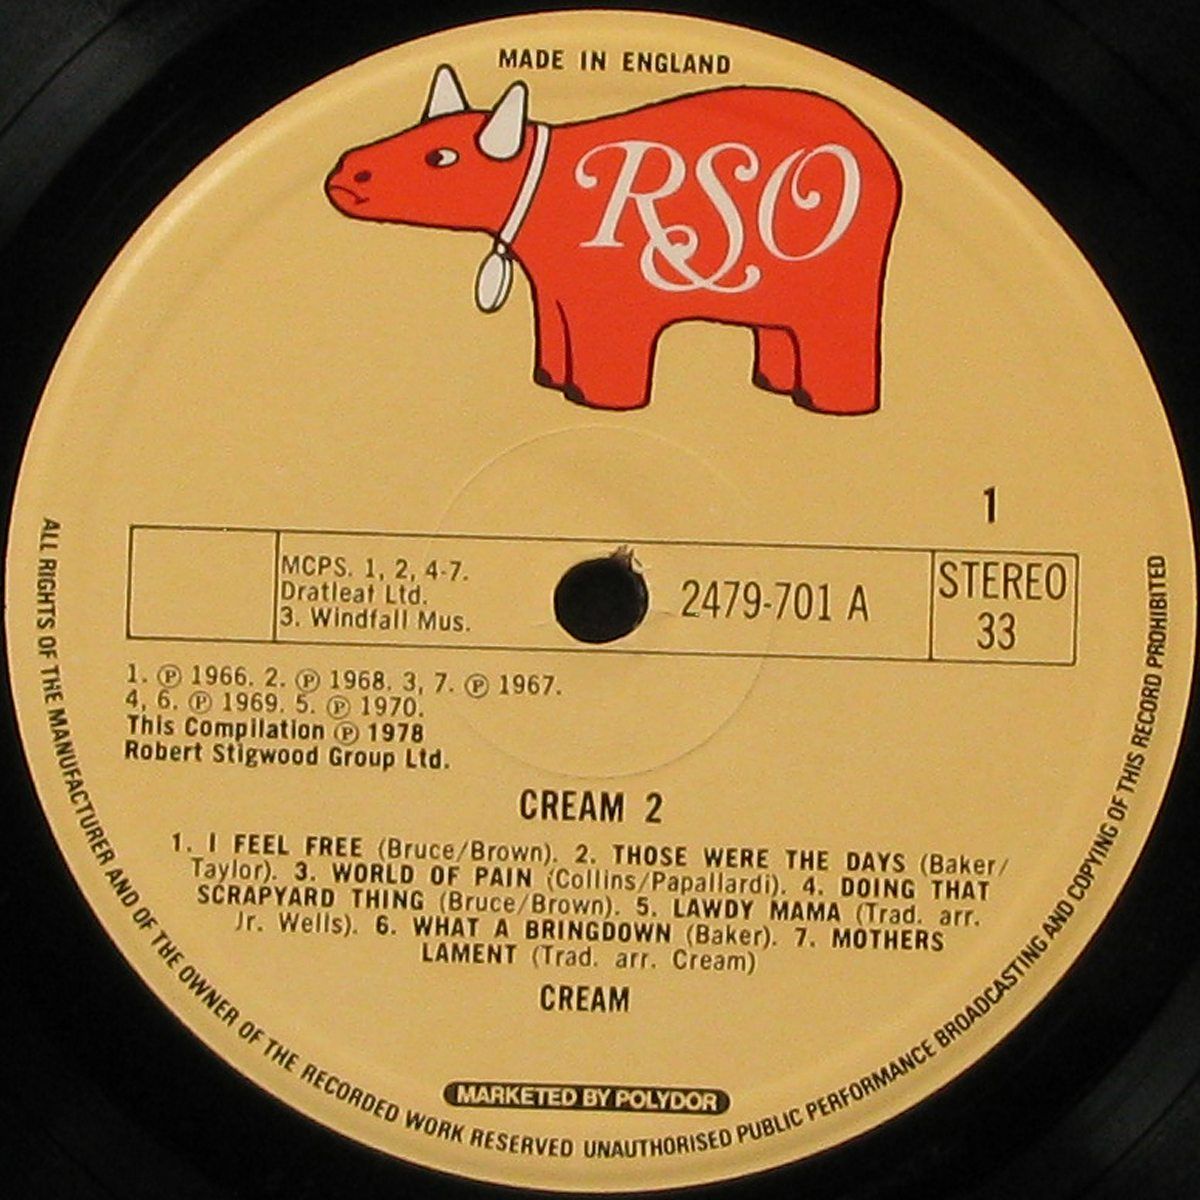 MADE IN ENGLAND
RSO
1
MCPS. 1, 2, 4-7.
Dratleaf Ltd.
3. Windfall Mus.
2479-701 A
STEREO
33
1. ℗ 1966. 2. ℗ 1968. 3, 7. ℗ 1967.
4, 6. ℗ 1969. 5. ℗ 1970.
This Compilation ℗ 1978
Robert Stigwood Group Ltd.
CREAM 2
1. I FEEL FREE (Bruce/Brown). 2. THOSE WERE THE DAYS (Baker/
Taylor). 3. WORLD OF PAIN (Collins/Papallardi). 4. DOING THAT
SCRAPYARD THING (Bruce/Brown). 5. LAWDY MAMA (Trad. arr.
Jr. Wells). 6. WHAT A BRINGDOWN (Baker). 7. MOTHERS
LAMENT (Trad. arr. Cream)
CREAM
MARKETED BY POLYDOR
ALL RIGHTS OF THE MANUFACTURER AND OF THE OWNER OF THE RECORDED WORK RESERVED UNAUTHORISED PUBLIC PERFORMANCE BROADCASTING AND COPYING OF THIS RECORD PROHIBITED